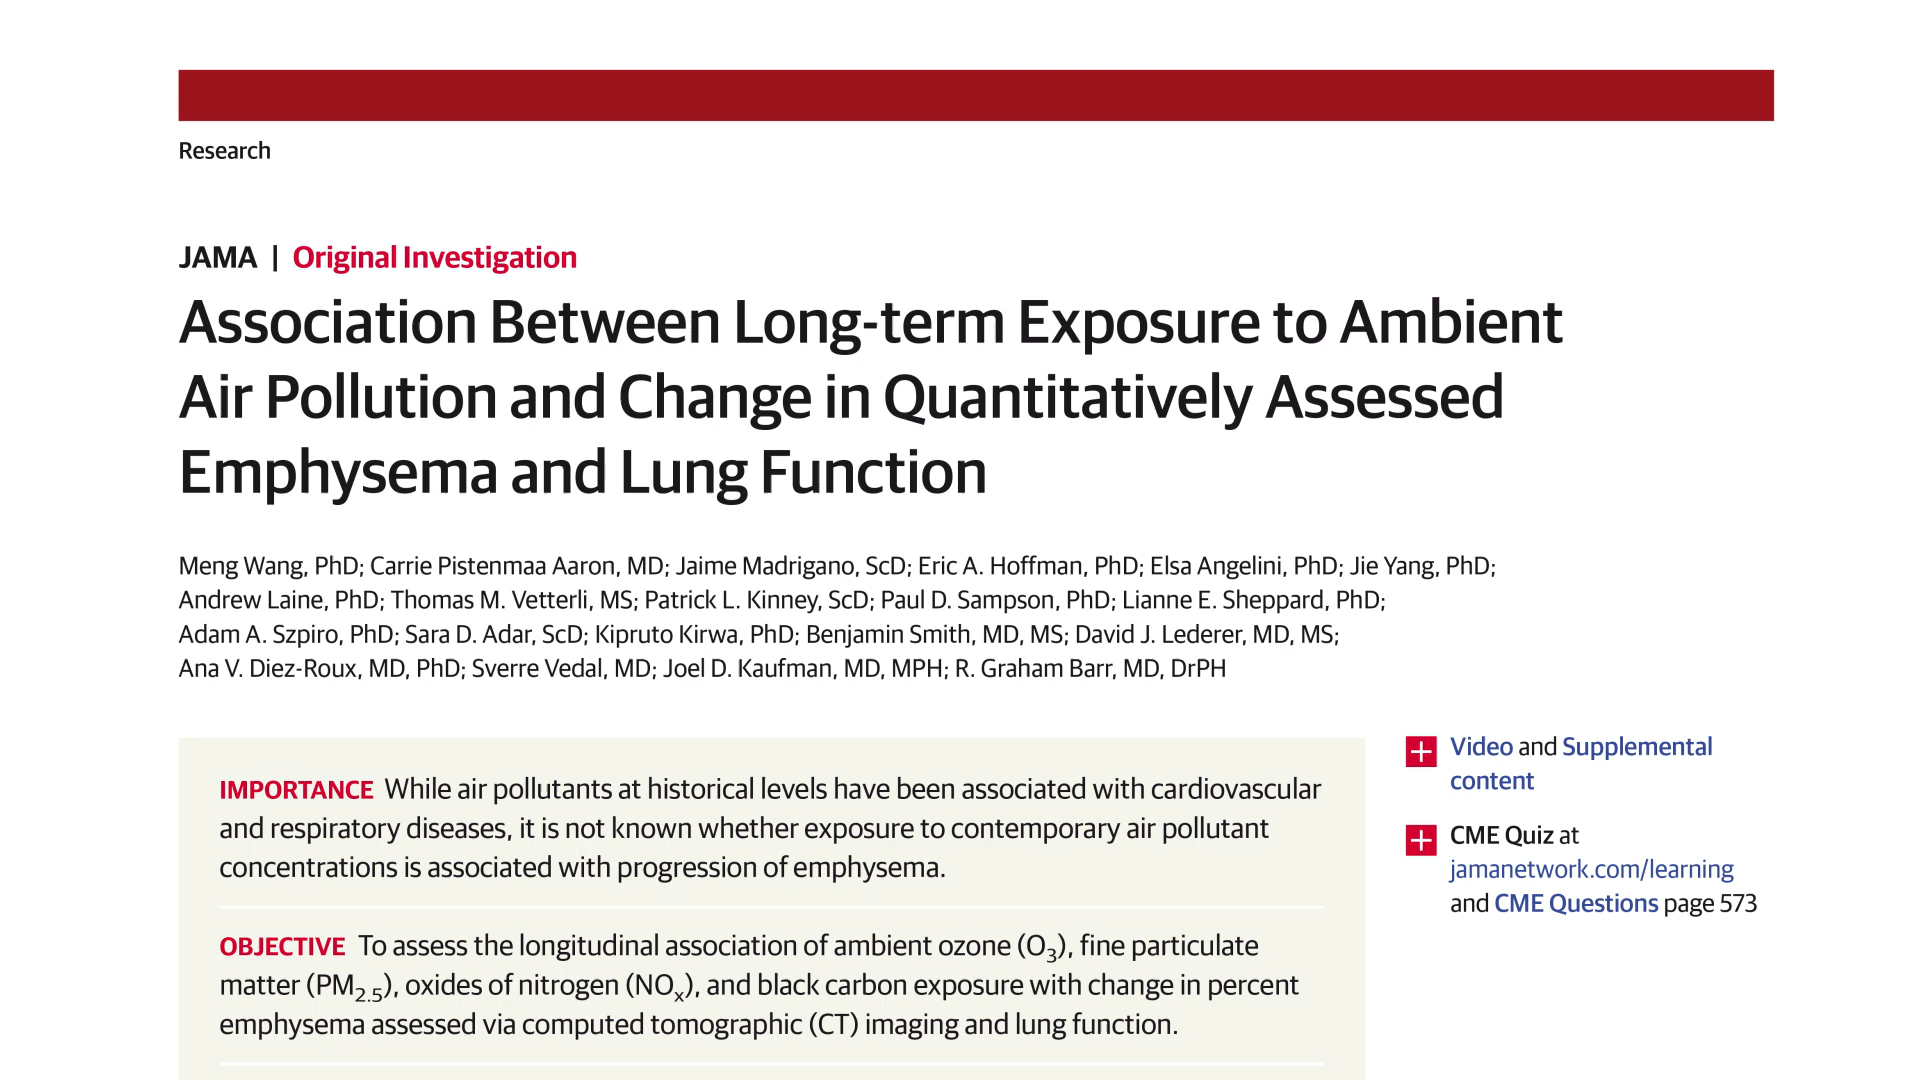 Research
JAMA | Original Investigation
Association Between Long-term Exposure to Ambient
Air Pollution and Change in Quantitatively Assessed
Emphysema and Lung Function
Meng Wang, PhD; Carrie Pistenmaa Aaron, MD; Jaime Madrigano, ScD; Eric A. Hoffman, PhD; Elsa Angelini, PhD; Jie Yang, PhD;
Andrew Laine, PhD; Thomas M. Vetterli, MS; Patrick L. Kinney, ScD; Paul D. Sampson, PhD; Lianne E. Sheppard, PhD;
Adam A. Szpiro, PhD; Sara D. Adar, ScD; Kipruto Kirwa, PhD; Benjamin Smith, MD, MS; David J. Lederer, MD, MS;
Ana V. Diez-Roux, MD, PhD; Sverre Vedal, MD; Joel D. Kaufman, MD, MPH; R. Graham Barr, MD, DrPH
IMPORTANCE While air pollutants at historical levels have been associated with cardiovascular
and respiratory diseases, it is not known whether exposure to contemporary air pollutant
concentrations is associated with progression of emphysema.
OBJECTIVE To assess the longitudinal association of ambient ozone (O3), fine particulate
matter (PM2.5), oxides of nitrogen (NOx), and black carbon exposure with change in percent
emphysema assessed via computed tomographic (CT) imaging and lung function.
Video and Supplemental
content
CME Quiz at
jamanetwork.com/learning
and CME Questions page 573